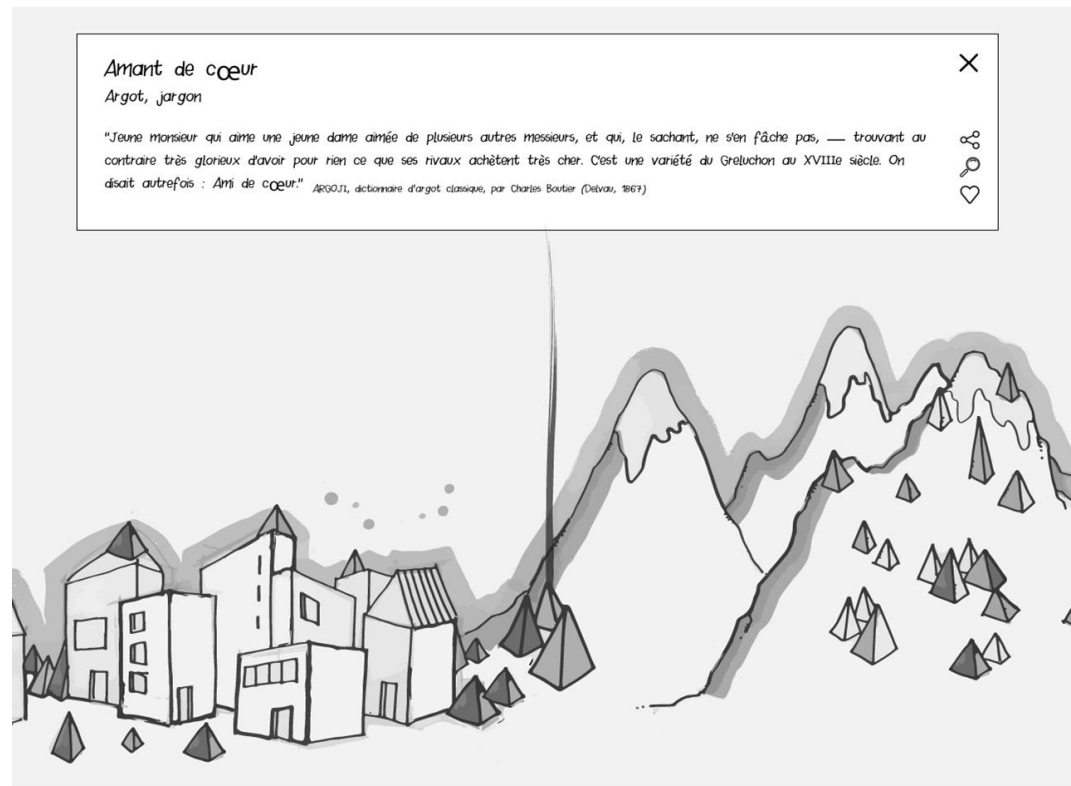 Amant de cœur
Argot, jargon
"Jeune monsieur qui aime une jeune dame aimée de plusieurs autres messieurs, et qui, le sachant, ne s'en fâche pas, — trouvant au
contraire très glorieux d'avoir pour rien ce que ses rivaux achètent très cher. C'est une variété du Greluchon au XVIIIe siècle. On
disait autrefois : Ami de cœur." ARGOJI, dictionnaire d'argot classique, par Charles Boutier (Delvau, 1867)